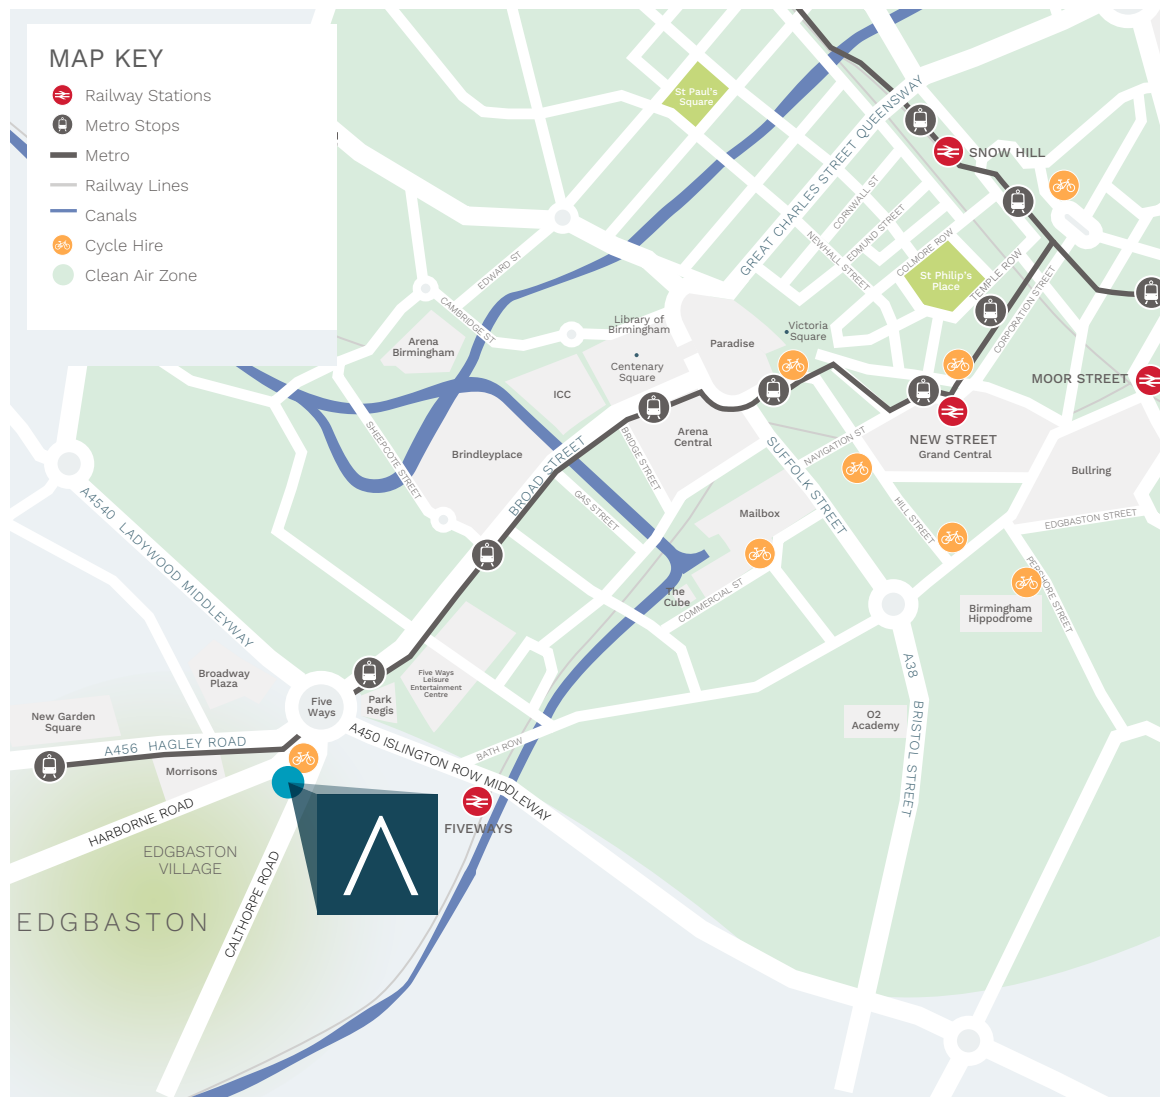 MAP KEY
Railway Stations
Metro Stops
Metro
Railway Lines
Canals
Cycle Hire
Clean Air Zone
St Paul's
Square
GREAT CHARLES STREET QUEENSWAY
SNOW HILL
CORNWALL ST
EDMUND STREET
NEWHALL STREET
COLMORE ROW
St Philip's
Place
TEMPLE ROW
CORPORATION STREET
EDWARD ST
CAMBRIDGE ST
Library of
Birmingham
Victoria
Square
Arena
Birmingham
Paradise
Centenary
Square
MOOR STREET
ICC
SHEEPCOTE STREET
Brindleyplace
BROAD STREET
BRIDGE STREET
Arena
Central
SUFFOLK STREET
NAVIGATION ST
NEW STREET
Grand Central
Bullring
A4540 LADYWOOD MIDDLEYWAY
GAS STREET
Mailbox
HILL STREET
EDGBASTON STREET
PERSHORE STREET
The
Cube
COMMERCIAL ST
Birmingham
Hippodrome
A38 BRISTOL STREET
Broadway
Plaza
Five Ways
Leisure
Entertainment
Centre
Five
Ways
Park
Regis
New Garden
Square
O2
Academy
A456 HAGLEY ROAD
A450 ISLINGTON ROW MIDDLEWAY
BATH ROW
Morrisons
HARBORNE ROAD
FIVEWAYS
EDGBASTON
VILLAGE
CALTHORPE ROAD
EDGBASTON